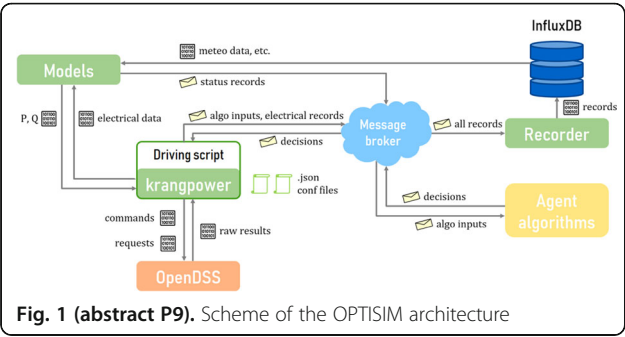 InfluxDB
meteo data, etc.
Models
status records
P, Q
electrical data
algo inputs, electrical records
decisions
Message
broker
all records
records
Recorder
Driving script
krangpower
.json
conf files
decisions
algo inputs
Agent
algorithms
commands
requests
raw results
OpenDSS
Fig. 1 (abstract P9). Scheme of the OPTISIM architecture